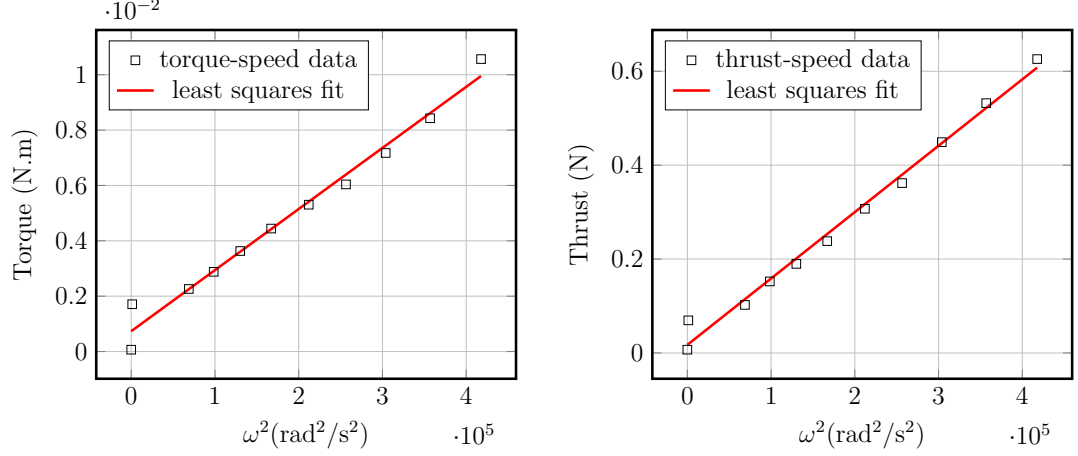 ·10⁻²
torque-speed data
least squares fit
1
0.8
0.6
0.4
0.2
0
Torque (N.m)
0 1 2 3 4
ω²(rad²/s²) ·10⁵
thrust-speed data
least squares fit
0.6
0.4
0.2
0
Thrust (N)
0 1 2 3 4
ω²(rad²/s²) ·10⁵